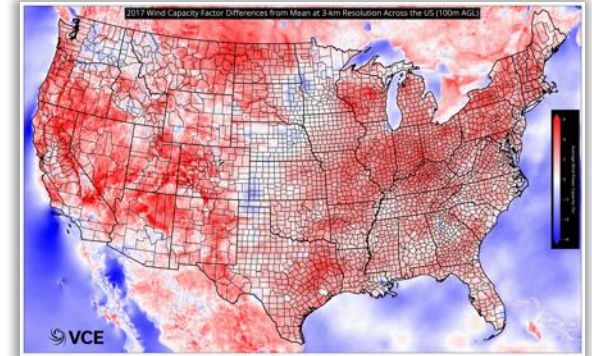 2017 Wind Capacity Factor Differences from Mean at 3-km Resolution Across the US (100m AGL)
VCE